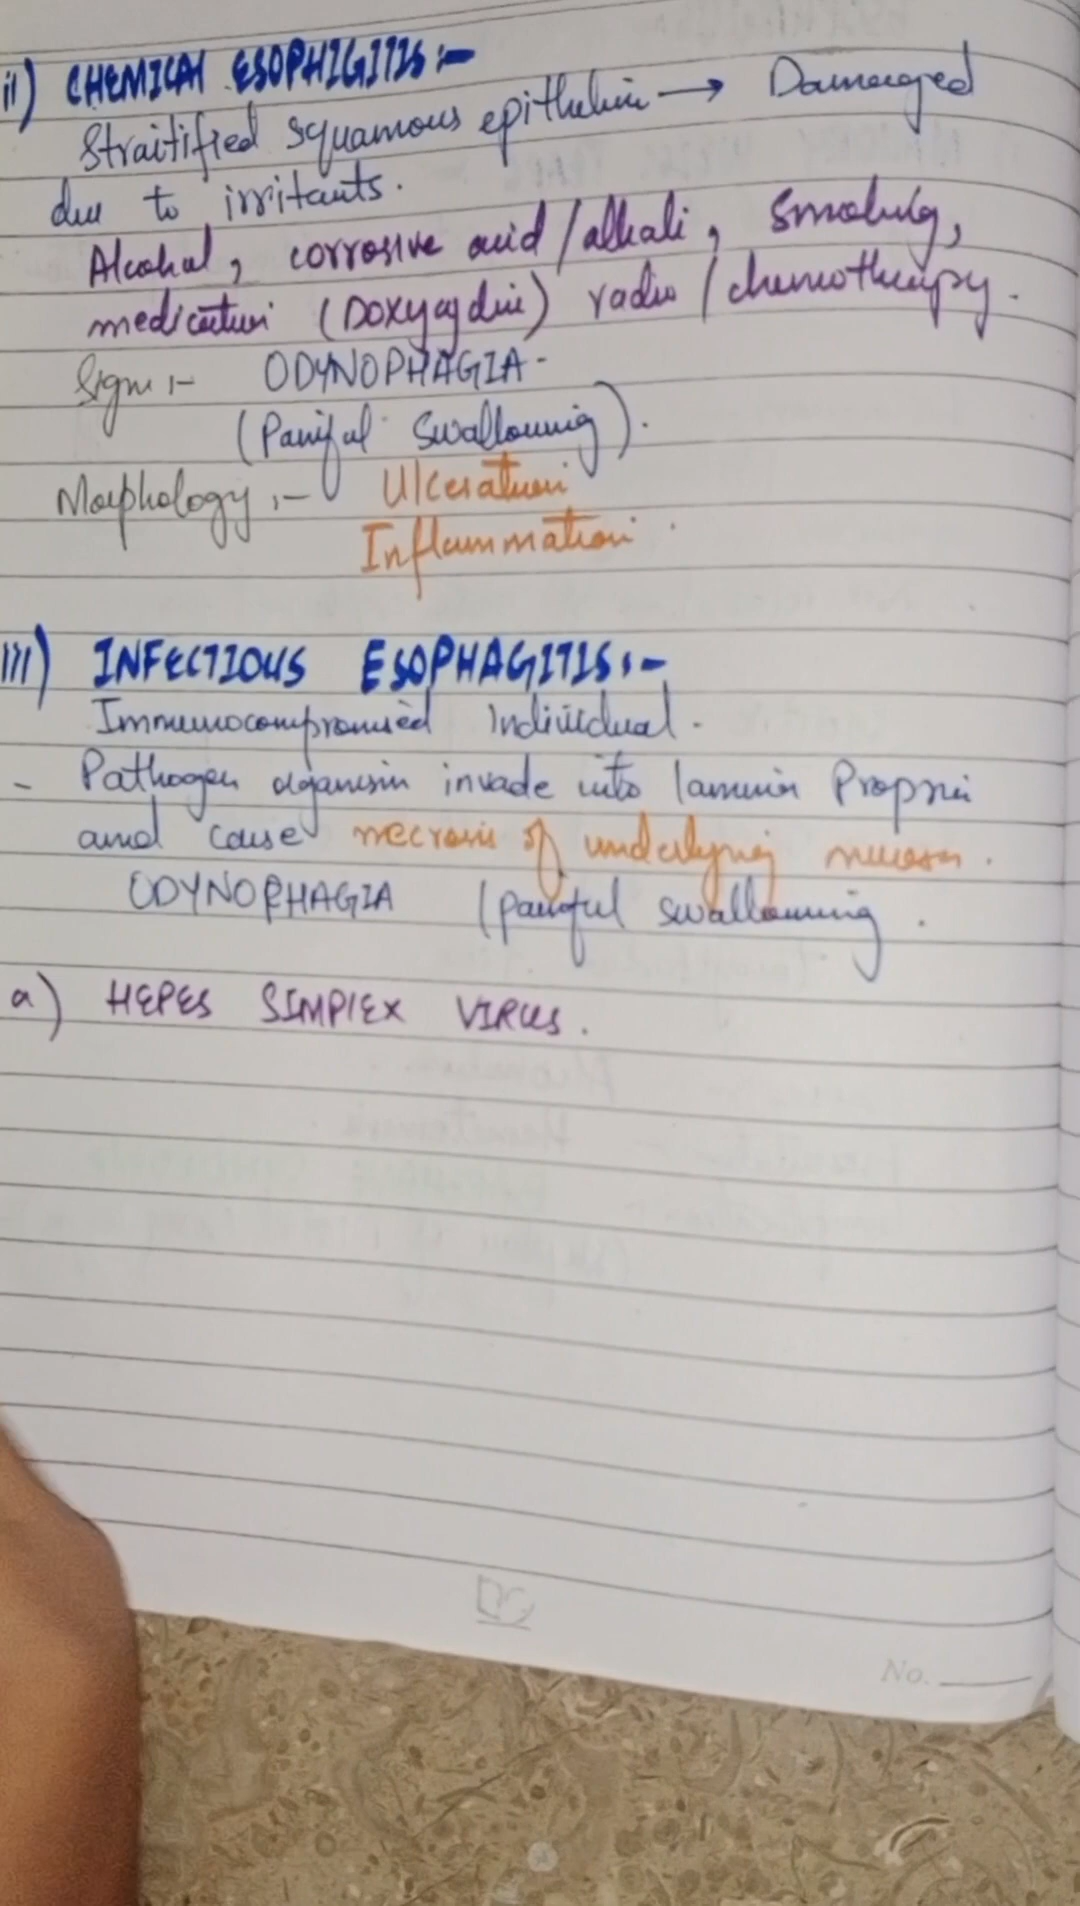 ii) CHEMICAL ESOPHIGITIS :-
Straitified squamous epithelium → Damaged
due to irritants.
Alcohal, corrosive acid / alkali, Smoking,
medication (Doxycycline) radio / chemotherapy.
Sign :- ODYNOPHAGIA -
(Painful Swallowing).
Morphology :- Ulceration
Inflammation.
iii) INFECTIOUS ESOPHAGITIS :-
Immunocompromised Individual.
- Pathogen organism invade into lamina Propria
and cause necrosis of underlying mucosa.
ODYNOPHAGIA (painful swallowing.
a) HEPES SIMPLEX VIRUS.
No.